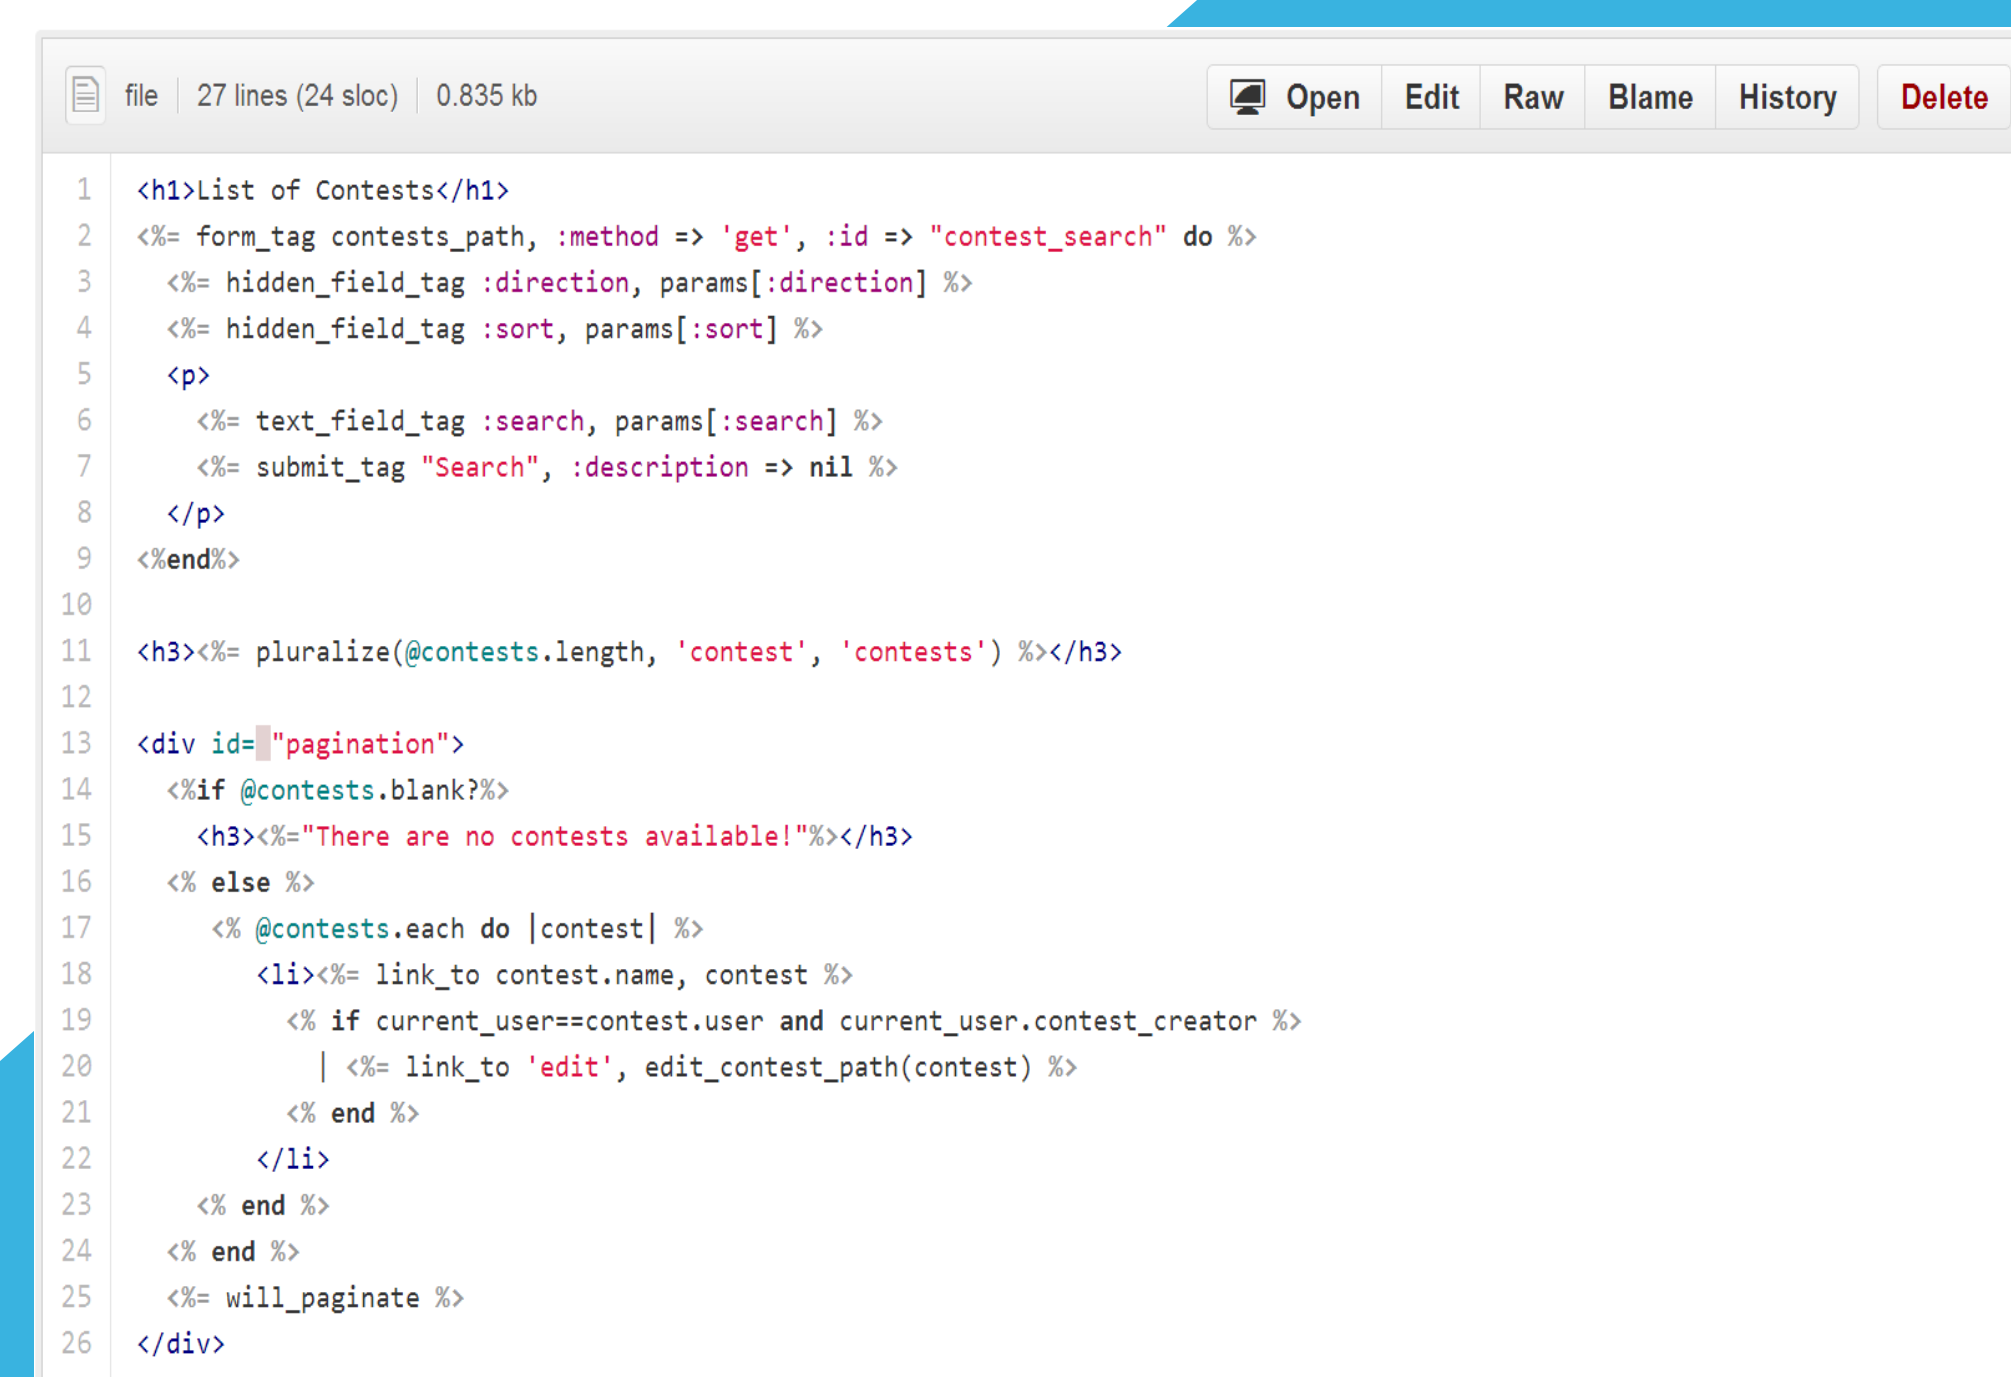 file 27 lines (24 sloc) 0.835 kb Open Edit Raw Blame History Delete
1 <h1>List of Contests</h1>
2 <%= form_tag contests_path, :method => 'get', :id => "contest_search" do %>
3   <%= hidden_field_tag :direction, params[:direction] %>
4   <%= hidden_field_tag :sort, params[:sort] %>
5   <p>
6     <%= text_field_tag :search, params[:search] %>
7     <%= submit_tag "Search", :description => nil %>
8   </p>
9 <%end%>
10
11 <h3><%= pluralize(@contests.length, 'contest', 'contests') %></h3>
12
13 <div id= "pagination">
14   <%if @contests.blank?%>
15     <h3><%="There are no contests available!"%></h3>
16   <% else %>
17      <% @contests.each do |contest| %>
18         <li><%= link_to contest.name, contest %>
19           <% if current_user==contest.user and current_user.contest_creator %>
20             | <%= link_to 'edit', edit_contest_path(contest) %>
21           <% end %>
22         </li>
23     <% end %>
24   <% end %>
25   <%= will_paginate %>
26 </div>